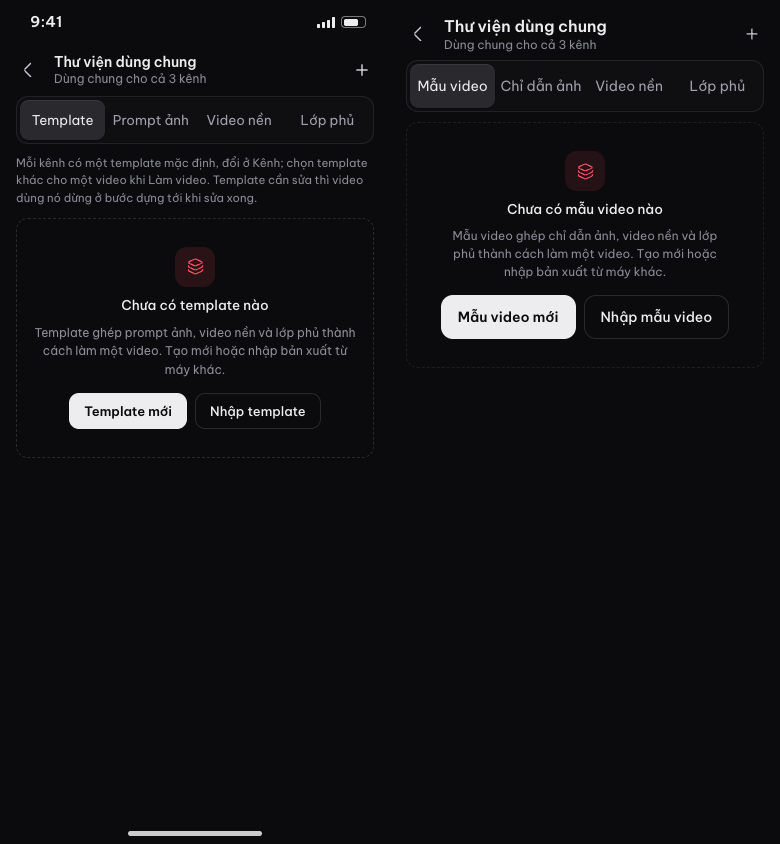 9:41
Thư viện dùng chung
Dùng chung cho cả 3 kênh
Template
Prompt ảnh
Video nền
Lớp phủ
Mỗi kênh có một template mặc định, đổi ở Kênh; chọn template
khác cho một video khi Làm video. Template cần sửa thì video
dùng nó dừng ở bước dựng tới khi sửa xong.
Chưa có template nào
Template ghép prompt ảnh, video nền và lớp phủ thành
cách làm một video. Tạo mới hoặc nhập bản xuất từ
máy khác.
Template mới
Nhập template
Thư viện dùng chung
Dùng chung cho cả 3 kênh
Mẫu video
Chỉ dẫn ảnh
Video nền
Lớp phủ
Chưa có mẫu video nào
Mẫu video ghép chỉ dẫn ảnh, video nền và lớp
phủ thành cách làm một video. Tạo mới hoặc
nhập bản xuất từ máy khác.
Mẫu video mới
Nhập mẫu video